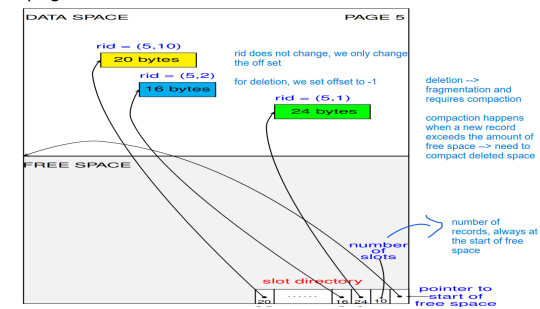 DATA SPACE
PAGE 5
rid = (5,10)
20 bytes
rid = (5,2)
16 bytes
rid does not change, we only change
the off set
for deletion, we set offset to -1
rid = (5,1)
24 bytes
deletion -->
fragmentation and
requires compaction
compaction happens
when a new record
exceeds the amount of
free space --> need to
compact deleted space
FREE SPACE
number
of
slots
number of
records, always at
the start of free
space
slot directory
20
......
16
24
10
pointer to
start of
free space